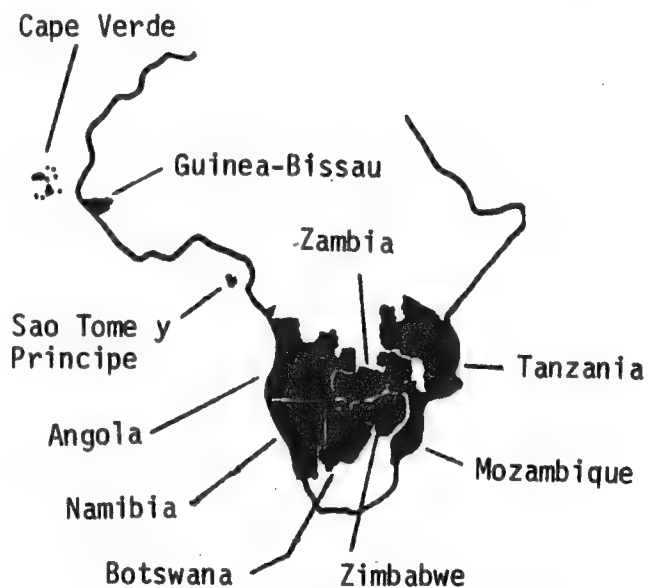 Cape Verde
Guinea-Bissau
Zambia
Sao Tome y
Principe
Tanzania
Angola
Mozambique
Namibia
Botswana
Zimbabwe